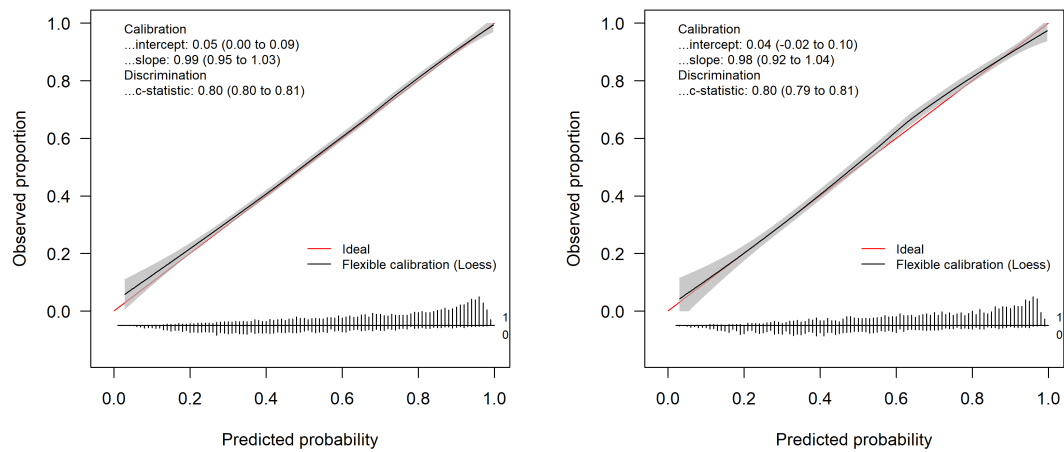 Calibration
...intercept: 0.05 (0.00 to 0.09)
...slope: 0.99 (0.95 to 1.03)
Discrimination
...c-statistic: 0.80 (0.80 to 0.81)
1.0
0.8
0.6
0.4
0.2
0.0
Observed proportion
Ideal
Flexible calibration (Loess)
1
0
0.0 0.2 0.4 0.6 0.8 1.0
Predicted probability
Calibration
...intercept: 0.04 (-0.02 to 0.10)
...slope: 0.98 (0.92 to 1.04)
Discrimination
...c-statistic: 0.80 (0.79 to 0.81)
1.0
0.8
0.6
0.4
0.2
0.0
Observed proportion
Ideal
Flexible calibration (Loess)
1
0
0.0 0.2 0.4 0.6 0.8 1.0
Predicted probability